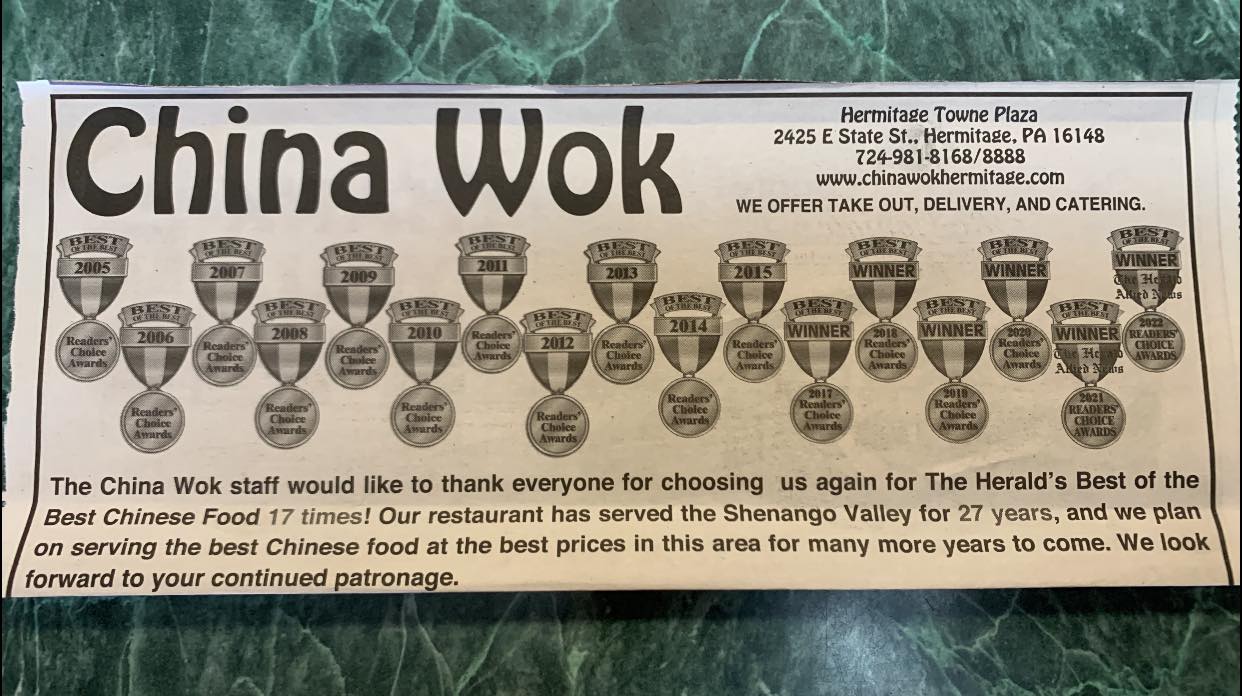 China Wok
Hermitage Towne Plaza
2425 E State St., Hermitage, PA 16148
724-981-8168/8888
www.chinawokhermitage.com
WE OFFER TAKE OUT, DELIVERY, AND CATERING.
BEST OF THE BEST 2005 Readers' Choice Awards
BEST OF THE BEST 2006 Readers' Choice Awards
BEST OF THE BEST 2007 Readers' Choice Awards
BEST OF THE BEST 2008 Readers' Choice Awards
BEST OF THE BEST 2009 Readers' Choice Awards
BEST OF THE BEST 2010 Readers' Choice Awards
BEST OF THE BEST 2011 Readers' Choice Awards
BEST OF THE BEST 2012 Readers' Choice Awards
BEST OF THE BEST 2013 Readers' Choice Awards
BEST OF THE BEST 2014 Readers' Choice Awards
BEST OF THE BEST 2015 Readers' Choice Awards
BEST OF THE BEST WINNER 2017 Readers' Choice Awards
BEST OF THE BEST WINNER 2018 Readers' Choice Awards
BEST OF THE BEST WINNER 2019 Readers' Choice Awards
BEST OF THE BEST WINNER 2020 Readers' Choice Awards
BEST OF THE BEST WINNER The Herald Allied News 2021 READERS' CHOICE AWARDS
BEST OF THE BEST WINNER The Herald Allied News 2022 READERS' CHOICE AWARDS
The China Wok staff would like to thank everyone for choosing us again for The Herald's Best of the
Best Chinese Food 17 times! Our restaurant has served the Shenango Valley for 27 years, and we plan
on serving the best Chinese food at the best prices in this area for many more years to come. We look
forward to your continued patronage.